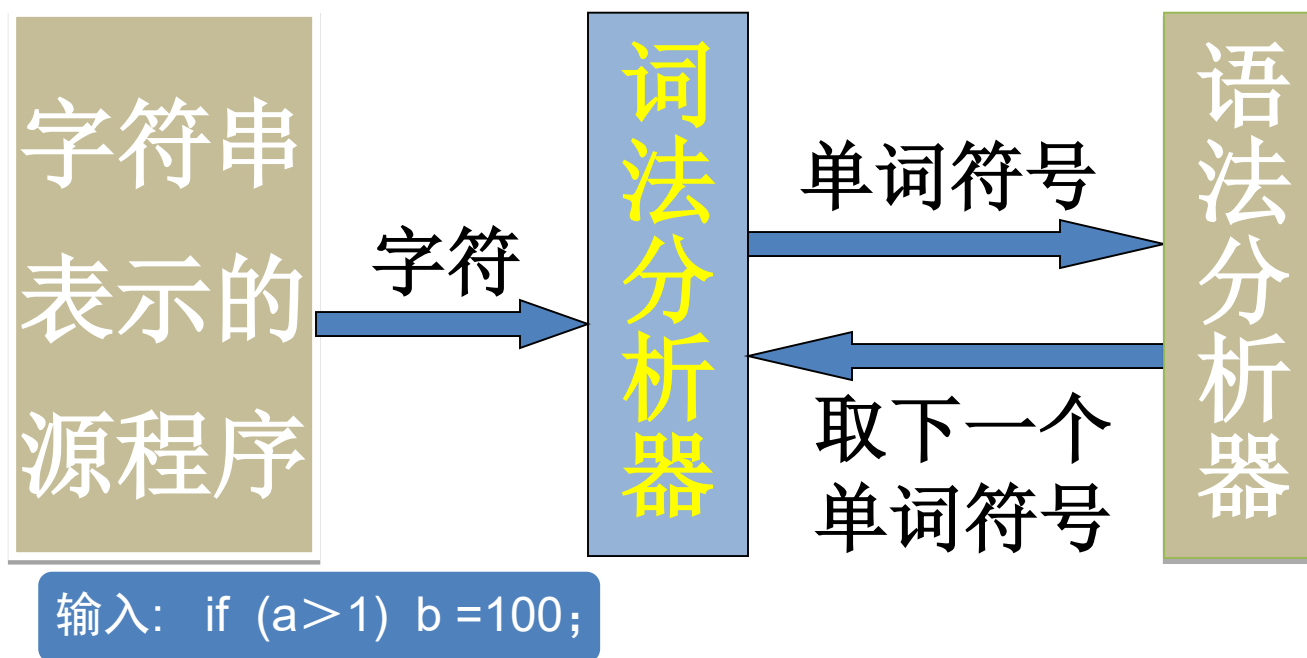 字符串
表示的
源程序
字符
词法分析器
单词符号
取下一个
单词符号
语法分析器
输入: if (a＞1) b =100；